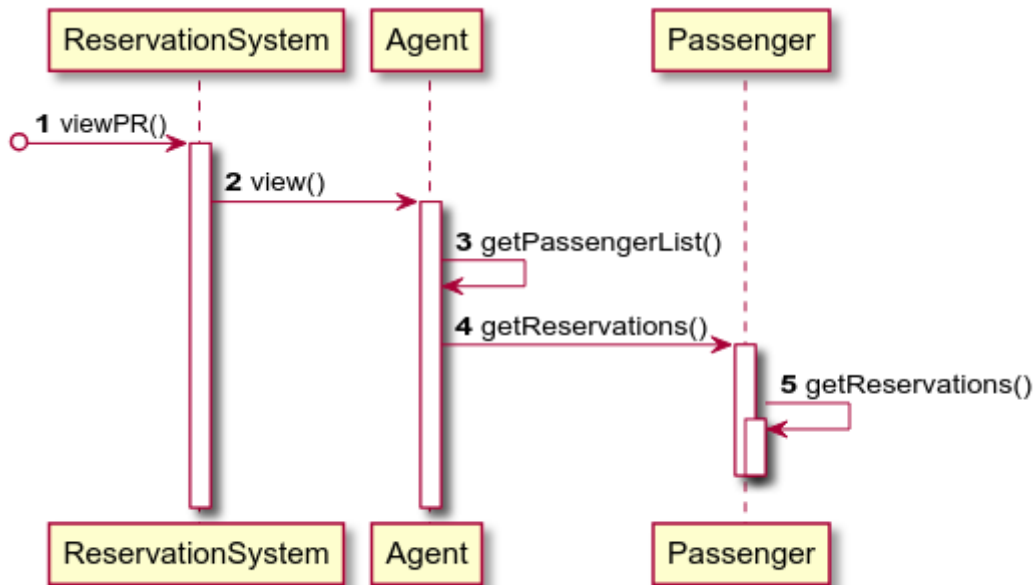 ReservationSystem
Agent
Passenger
1 viewPR()
2 view()
3 getPassengerList()
4 getReservations()
5 getReservations()
ReservationSystem
Agent
Passenger